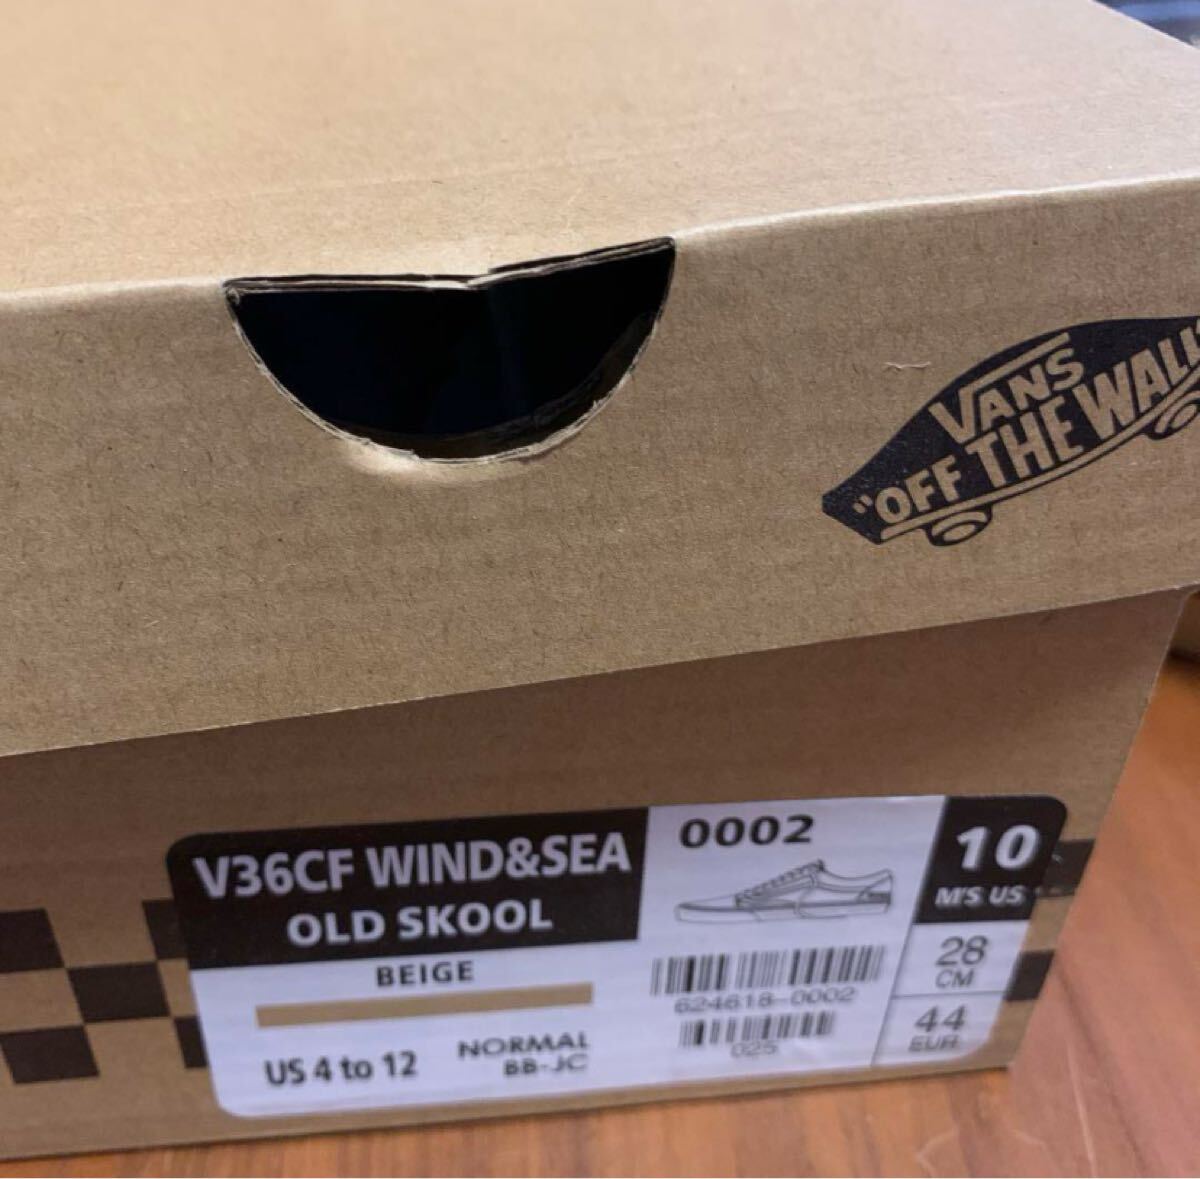 VANS
"OFF THE WALL"
V36CF WIND&SEA
OLD SKOOL
BEIGE
US 4 to 12
NORMAL
BB-JC
0002
624618-0002
025
10
M'S US
28
CM
44
EUR